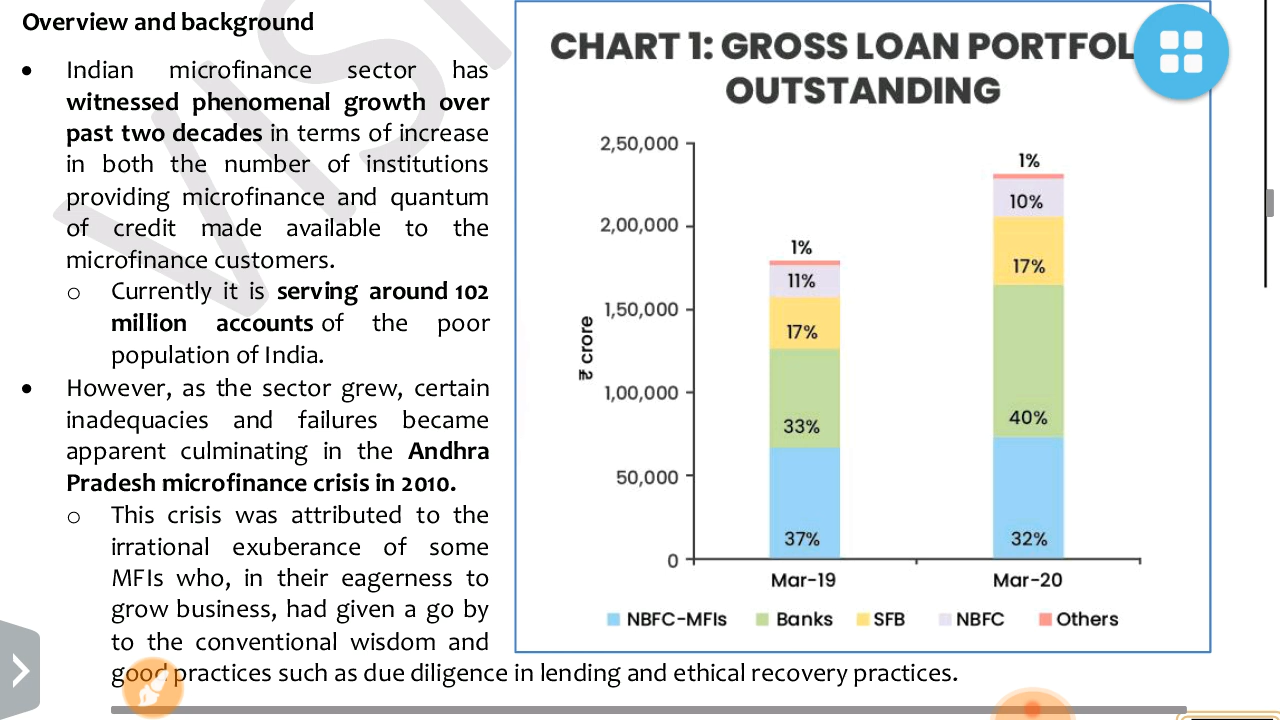 Overview and background
• Indian microfinance sector has
witnessed phenomenal growth over
past two decades in terms of increase
in both the number of institutions
providing microfinance and quantum
of credit made available to the
microfinance customers.
o Currently it is serving around 102
million accounts of the poor
population of India.
• However, as the sector grew, certain
inadequacies and failures became
apparent culminating in the Andhra
Pradesh microfinance crisis in 2010.
o This crisis was attributed to the
irrational exuberance of some
MFIs who, in their eagerness to
grow business, had given a go by
to the conventional wisdom and
good practices such as due diligence in lending and ethical recovery practices.
CHART 1: GROSS LOAN PORTFOL
OUTSTANDING
₹ crore
2,50,000
2,00,000
1,50,000
1,00,000
50,000
0
1%
11%
17%
33%
37%
1%
10%
17%
40%
32%
Mar-19 Mar-20
NBFC-MFIs Banks SFB NBFC Others
VISI